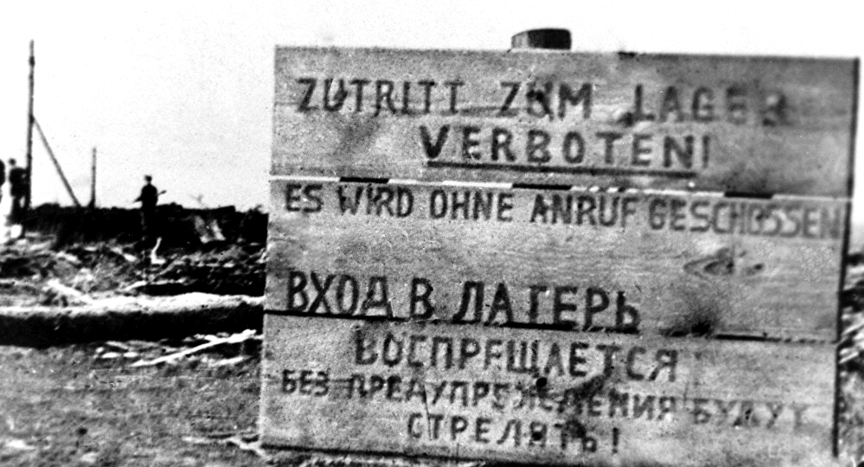 ZUTRITT ZUM LAGER
VERBOTEN!
ES WIRD OHNE ANRUF GESCHOSSEN
ВХОД В ЛАГЕРЬ
ВОСПРЕЩАЕТСЯ
БЕЗ ПРЕДУПРЕЖДЕНИЯ БУДУТ
СТРЕЛЯТЬ!